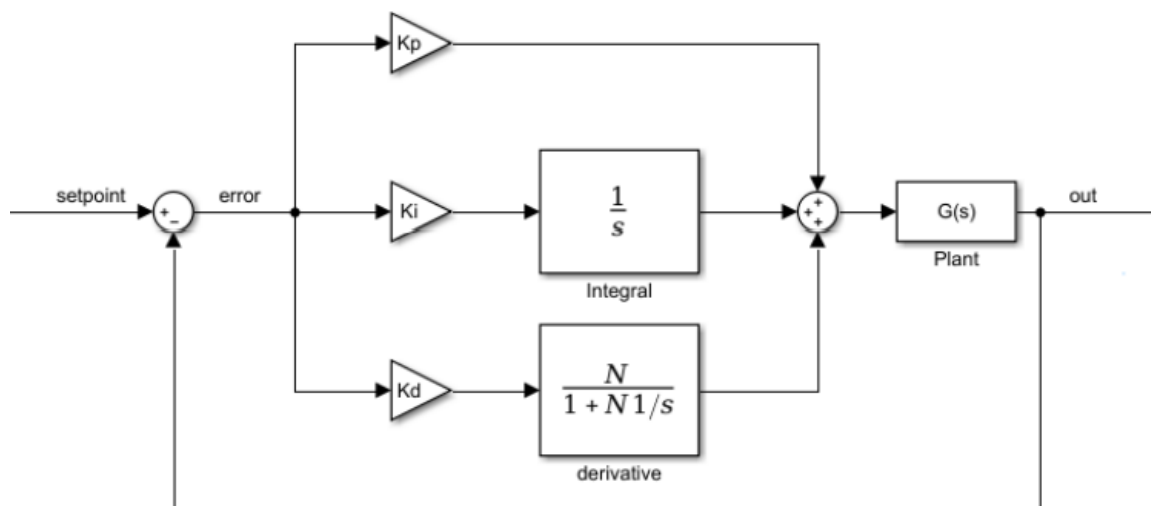 Kp
setpoint
+
−
error
Ki
1
s
Integral
+
+
+
G(s)
Plant
out
Kd
N
1 + N 1/s
derivative